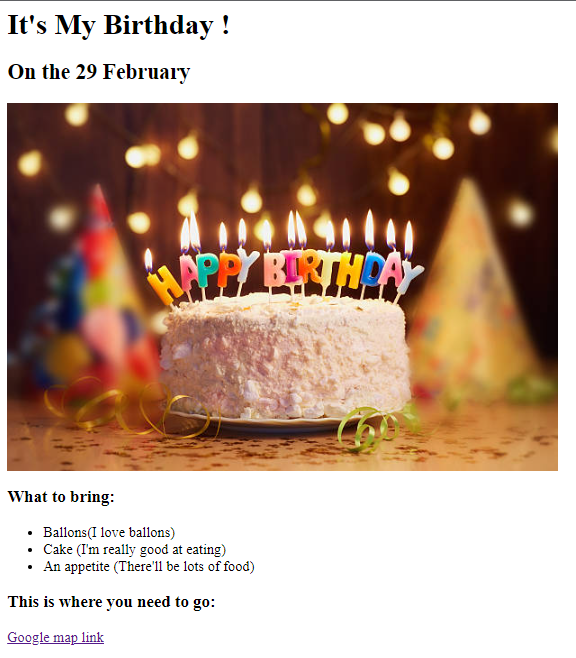 It's My Birthday !
On the 29 February
HAPPY BIRTHDAY
What to bring:
Ballons(I love ballons)
Cake (I'm really good at eating)
An appetite (There'll be lots of food)
This is where you need to go:
Google map link